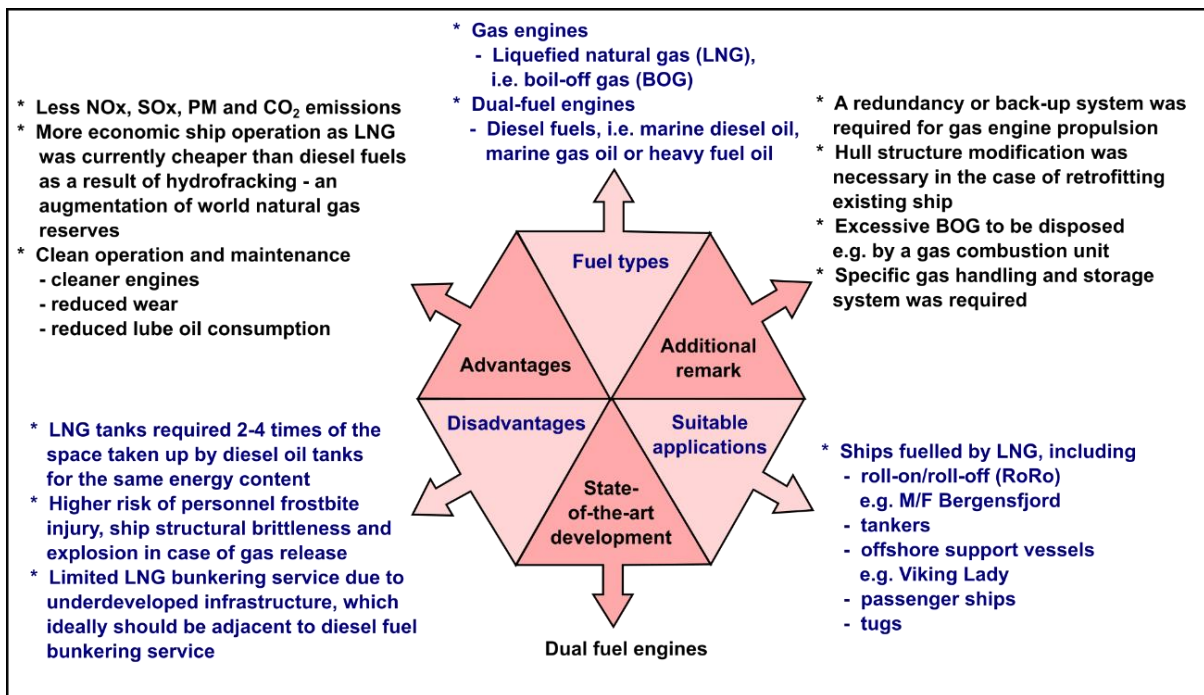 * Gas engines
- Liquefied natural gas (LNG),
i.e. boil-off gas (BOG)
* Dual-fuel engines
- Diesel fuels, i.e. marine diesel oil,
marine gas oil or heavy fuel oil
* Less NOx, SOx, PM and CO₂ emissions
* More economic ship operation as LNG
was currently cheaper than diesel fuels
as a result of hydrofracking - an
augmentation of world natural gas
reserves
* Clean operation and maintenance
- cleaner engines
- reduced wear
- reduced lube oil consumption
* A redundancy or back-up system was
required for gas engine propulsion
* Hull structure modification was
necessary in the case of retrofitting
existing ship
* Excessive BOG to be disposed
e.g. by a gas combustion unit
* Specific gas handling and storage
system was required
Fuel types
Advantages
Additional
remark
Disadvantages
Suitable
applications
State-
of-the-art
development
* LNG tanks required 2-4 times of the
space taken up by diesel oil tanks
for the same energy content
* Higher risk of personnel frostbite
injury, ship structural brittleness and
explosion in case of gas release
* Limited LNG bunkering service due to
underdeveloped infrastructure, which
ideally should be adjacent to diesel fuel
bunkering service
* Ships fuelled by LNG, including
- roll-on/roll-off (RoRo)
e.g. M/F Bergensfjord
- tankers
- offshore support vessels
e.g. Viking Lady
- passenger ships
- tugs
Dual fuel engines